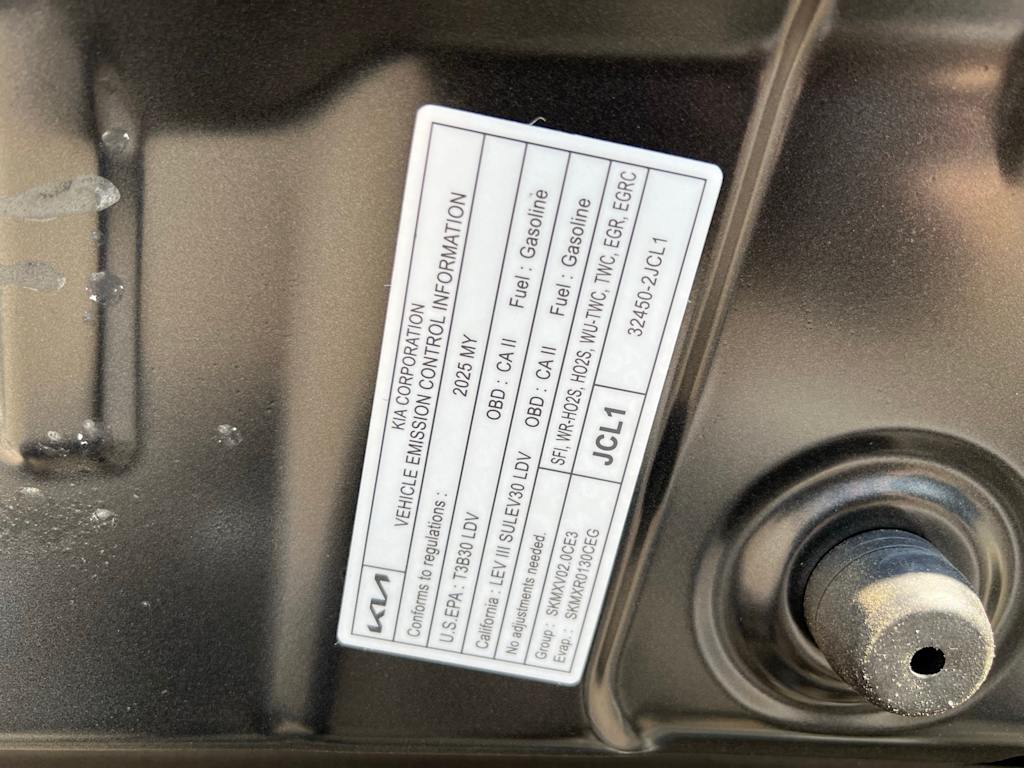 KIA
KIA CORPORATION
VEHICLE EMISSION CONTROL INFORMATION
Conforms to regulations : 2025 MY
U.S.EPA : T3B30 LDV OBD : CA II Fuel : Gasoline
California : LEV III SULEV30 LDV OBD : CA II Fuel : Gasoline
No adjustments needed.
Group : SKMXV02.0CE3 SFI, WR-HO2S, HO2S, WU-TWC, TWC, EGR, EGRC
Evap. : SKMXR0130CEG JCL1 32450-2JCL1